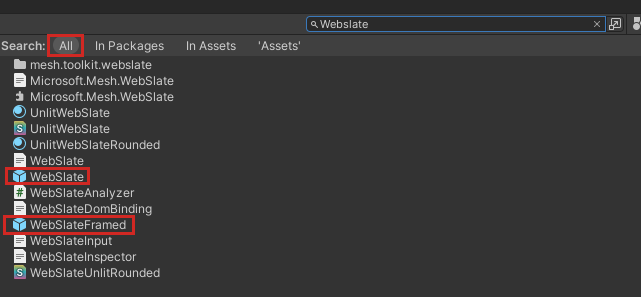 Webslate
Search: All In Packages In Assets 'Assets'
mesh.toolkit.webslate
Microsoft.Mesh.WebSlate
Microsoft.Mesh.WebSlate
UnlitWebSlate
UnlitWebSlate
UnlitWebSlateRounded
WebSlate
WebSlate
WebSlateAnalyzer
WebSlateDomBinding
WebSlateFramed
WebSlateInput
WebSlateInspector
WebSlateUnlitRounded